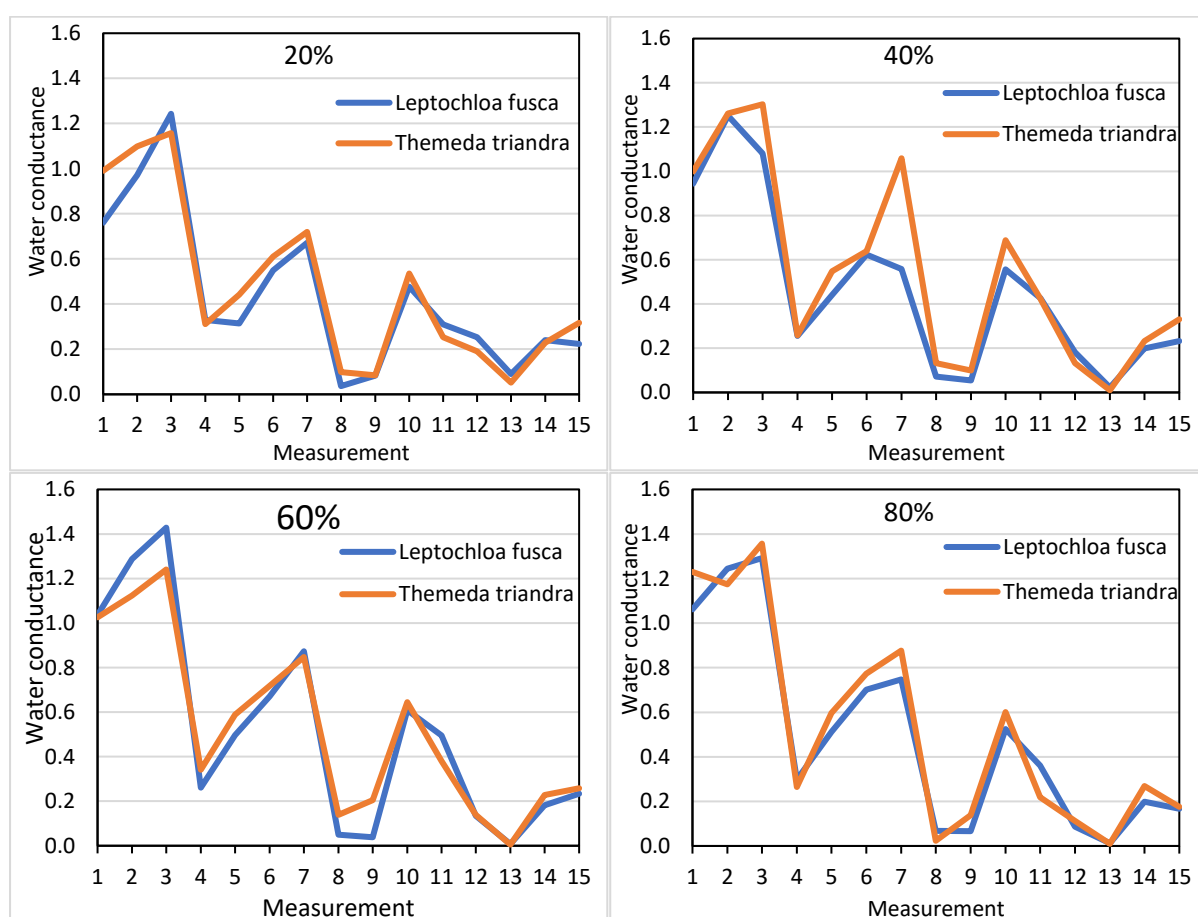 20%
Leptochloa fusca
Themeda triandra
Water conductance
1.6
1.4
1.2
1.0
0.8
0.6
0.4
0.2
0.0
1 2 3 4 5 6 7 8 9 10 11 12 13 14 15
Measurement
40%
Leptochloa fusca
Themeda triandra
Water conductance
1.6
1.4
1.2
1.0
0.8
0.6
0.4
0.2
0.0
1 2 3 4 5 6 7 8 9 10 11 12 13 14 15
Measurement
60%
Leptochloa fusca
Themeda triandra
Water conductance
1.6
1.4
1.2
1.0
0.8
0.6
0.4
0.2
0.0
1 2 3 4 5 6 7 8 9 10 11 12 13 14 15
Measurement
80%
Leptochloa fusca
Themeda triandra
Water conductance
1.6
1.4
1.2
1.0
0.8
0.6
0.4
0.2
0.0
1 2 3 4 5 6 7 8 9 10 11 12 13 14 15
Measurement